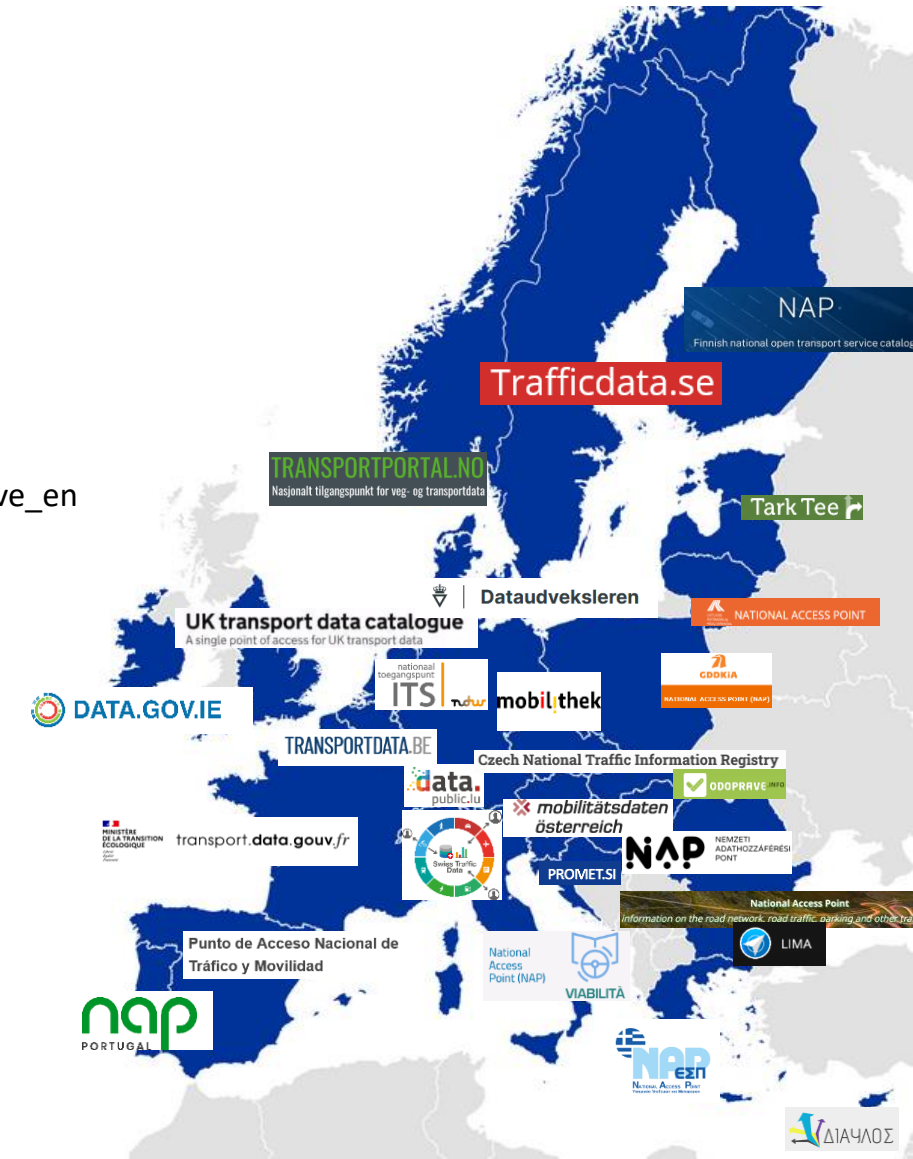 NAP
Finnish national open transport service catalog
Trafficdata.se
TRANSPORTPORTAL.NO
Nasjonalt tilgangspunkt for veg- og transportdata
ve_en
Tark Tee
Dataudveksleren
NATIONAL ACCESS POINT
UK transport data catalogue
A single point of access for UK transport data
nationaal
toegangspunt
ITS
ndw
mobilithek
GDDKiA
NATIONAL ACCESS POINT (NAP)
DATA.GOV.IE
TRANSPORTDATA.BE
Czech National Traffic Information Registry
data.
public.lu
DOPRAVE INFO
mobilitätsdaten
österreich
MINISTÈRE
DE LA TRANSITION
ÉCOLOGIQUE
transport.data.gouv.fr
Swiss Traffic
Data
NAP
NEMZETI
ADATHOZZÁFÉRÉSI
PONT
PROMET.SI
National Access Point
information on the road network, road traffic, parking and other tra
LIMA
Punto de Acceso Nacional de
Tráfico y Movilidad
National
Access
Point (NAP)
VIABILITÀ
nap
PORTUGAL
NAP
ΕΣΠ
NATIONAL ACCESS POINT
ΔΙΑΥΛΟΣ